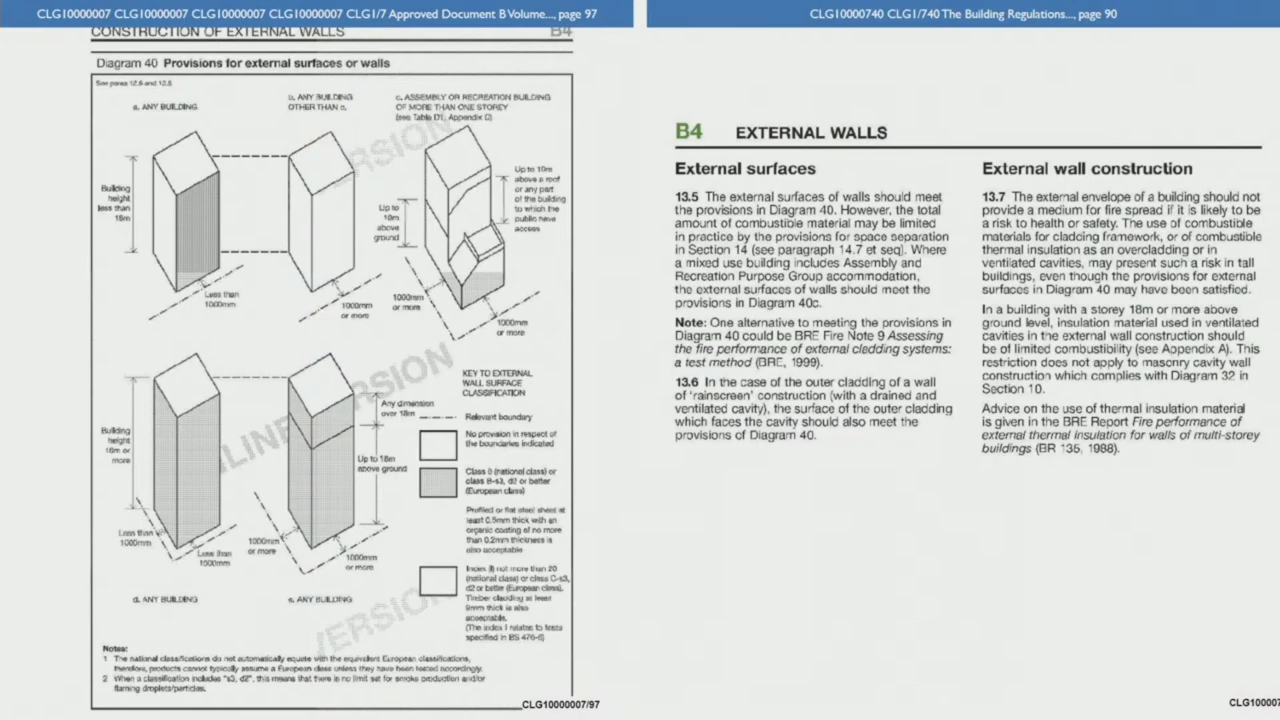 CLG10000007 CLG10000007 CLG10000007 CLG10000007 CLG1/7 Approved Document B Volume..., page 97
CONSTRUCTION OF EXTERNAL WALLS
B4
Diagram 40 Provisions for external surfaces or walls
See paras 12.6 and 13.5
a. ANY BUILDING
b. ANY BUILDING
OTHER THAN c.
c. ASSEMBLY OR RECREATION BUILDING
OF MORE THAN ONE STOREY
(see Table D1, Appendix D)
Building
height
less than
18m
Less than
1000mm
1000mm
or more
Up to
10m
above
ground
1000mm
or more
Up to 10m
above a roof
or any part
of the building
to which the
public have
access
1000mm
or more
Building
height
18m or
more
Less than
1000mm
Less than
1000mm
1000mm
or more
1000mm
or more
Any dimension
over 18m
Up to 18m
above ground
d. ANY BUILDING
e. ANY BUILDING
KEY TO EXTERNAL
WALL SURFACE
CLASSIFICATION
Relevant boundary
No provision in respect of
the boundaries indicated
Class 0 (national class) or
class B-s3, d2 or better
(European class)
Profiled or flat steel sheet at
least 0.5mm thick with an
organic coating of no more
than 0.2mm thickness is
also acceptable
Index (I) not more than 20
(national class) or class C-s3,
d2 or better (European class).
Timber cladding at least
9mm thick is also
acceptable.
(The index I relates to tests
specified in BS 476-6)
Notes:
1 The national classifications do not automatically equate with the equivalent European classifications,
therefore, products cannot typically assume a European class unless they have been tested accordingly.
2 When a classification includes "s3, d2", this means that there is no limit set for smoke production and/or
flaming droplets/particles.
VERSION
LINE VERSION
VERSION
CLG10000007/97
CLG10000740 CLG1/740 The Building Regulations..., page 90
B4 EXTERNAL WALLS
External surfaces
13.5 The external surfaces of walls should meet
the provisions in Diagram 40. However, the total
amount of combustible material may be limited
in practice by the provisions for space separation
in Section 14 (see paragraph 14.7 et seq). Where
a mixed use building includes Assembly and
Recreation Purpose Group accommodation,
the external surfaces of walls should meet the
provisions in Diagram 40c.
Note: One alternative to meeting the provisions in
Diagram 40 could be BRE Fire Note 9 Assessing
the fire performance of external cladding systems:
a test method (BRE, 1999).
13.6 In the case of the outer cladding of a wall
of 'rainscreen' construction (with a drained and
ventilated cavity), the surface of the outer cladding
which faces the cavity should also meet the
provisions of Diagram 40.
External wall construction
13.7 The external envelope of a building should not
provide a medium for fire spread if it is likely to be
a risk to health or safety. The use of combustible
materials for cladding framework, or of combustible
thermal insulation as an overcladding or in
ventilated cavities, may present such a risk in tall
buildings, even though the provisions for external
surfaces in Diagram 40 may have been satisfied.
In a building with a storey 18m or more above
ground level, insulation material used in ventilated
cavities in the external wall construction should
be of limited combustibility (see Appendix A). This
restriction does not apply to masonry cavity wall
construction which complies with Diagram 32 in
Section 10.
Advice on the use of thermal insulation material
is given in the BRE Report Fire performance of
external thermal insulation for walls of multi-storey
buildings (BR 135, 1988).
CLG100007